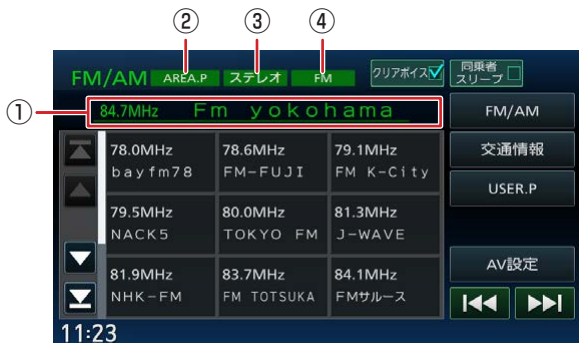 ② ③ ④
FM/AM AREA.P ステレオ FM クリアボイス 同乗者
スリープ
① 84.7MHz Fm yokohama FM/AM
78.0MHz 78.6MHz 79.1MHz 交通情報
bayfm78 FM-FUJI FM K-City
USER.P
79.5MHz 80.0MHz 81.3MHz
NACK5 TOKYO FM J-WAVE
81.9MHz 83.7MHz 84.1MHz AV設定
NHK-FM FM TOTSUKA FMサルース
11:23